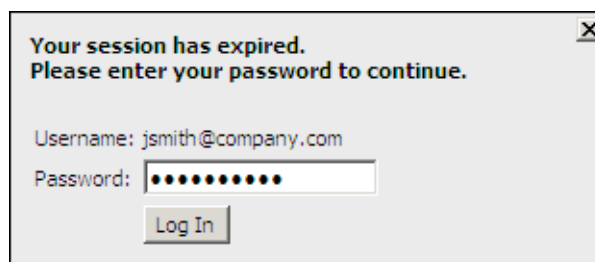 Your session has expired.
Please enter your password to continue.
Username: jsmith@company.com
Password: ••••••••••
Log In